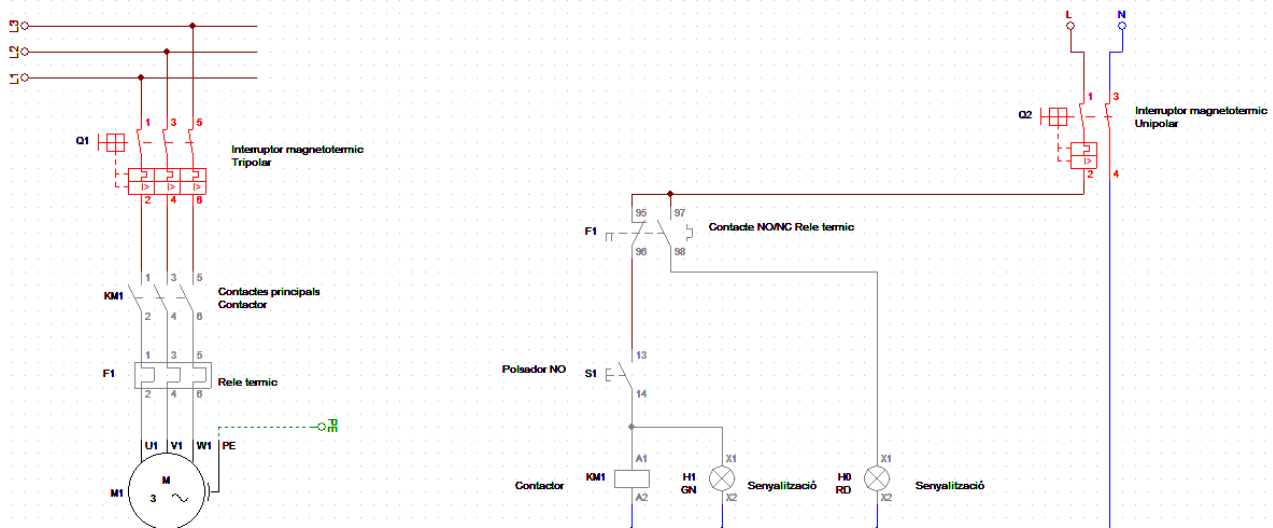 L3
L2
L1
Q1
1 3 5
Interruptor magnetotermic
Tripolar
I> I> I>
2 4 6
KM1
1 3 5
Contactes principals
Contactor
2 4 6
F1
1 3 5
Rele termic
2 4 6
PE
U1 V1 W1 PE
M1
M
3
L N
Q2
1 3
Interruptor magnetotermic
Unipolar
I>
2 4
F1
95 97
Contacte NO/NC Rele termic
96 98
Polsador NO
S1
13
14
Contactor
KM1
A1
A2
H1
GN
X1
X2
Senyalització
H0
RD
X1
X2
Senyalització